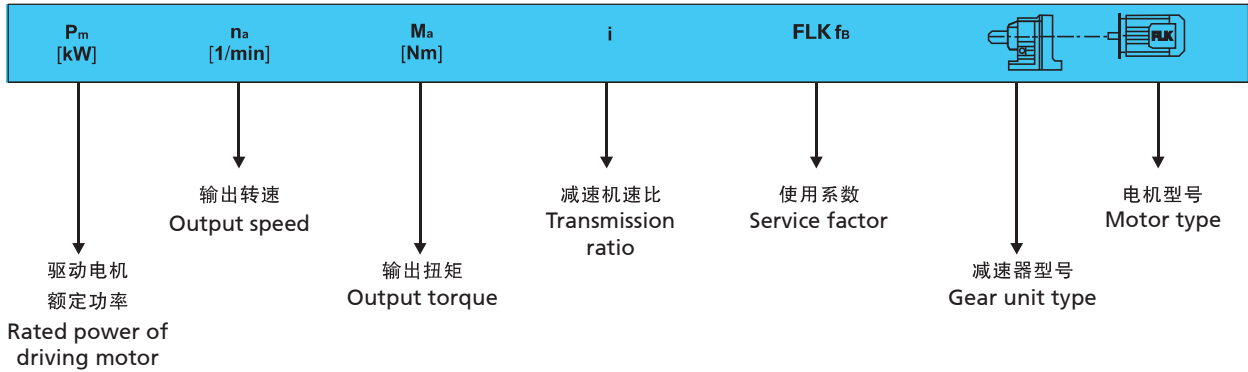 Pm
[kW]
na
[1/min]
Ma
[Nm]
i
FLK fB
FLK
输出转速
Output speed
减速机速比
Transmission
ratio
使用系数
Service factor
电机型号
Motor type
驱动电机
额定功率
Rated power of
driving motor
输出扭矩
Output torque
减速器型号
Gear unit type